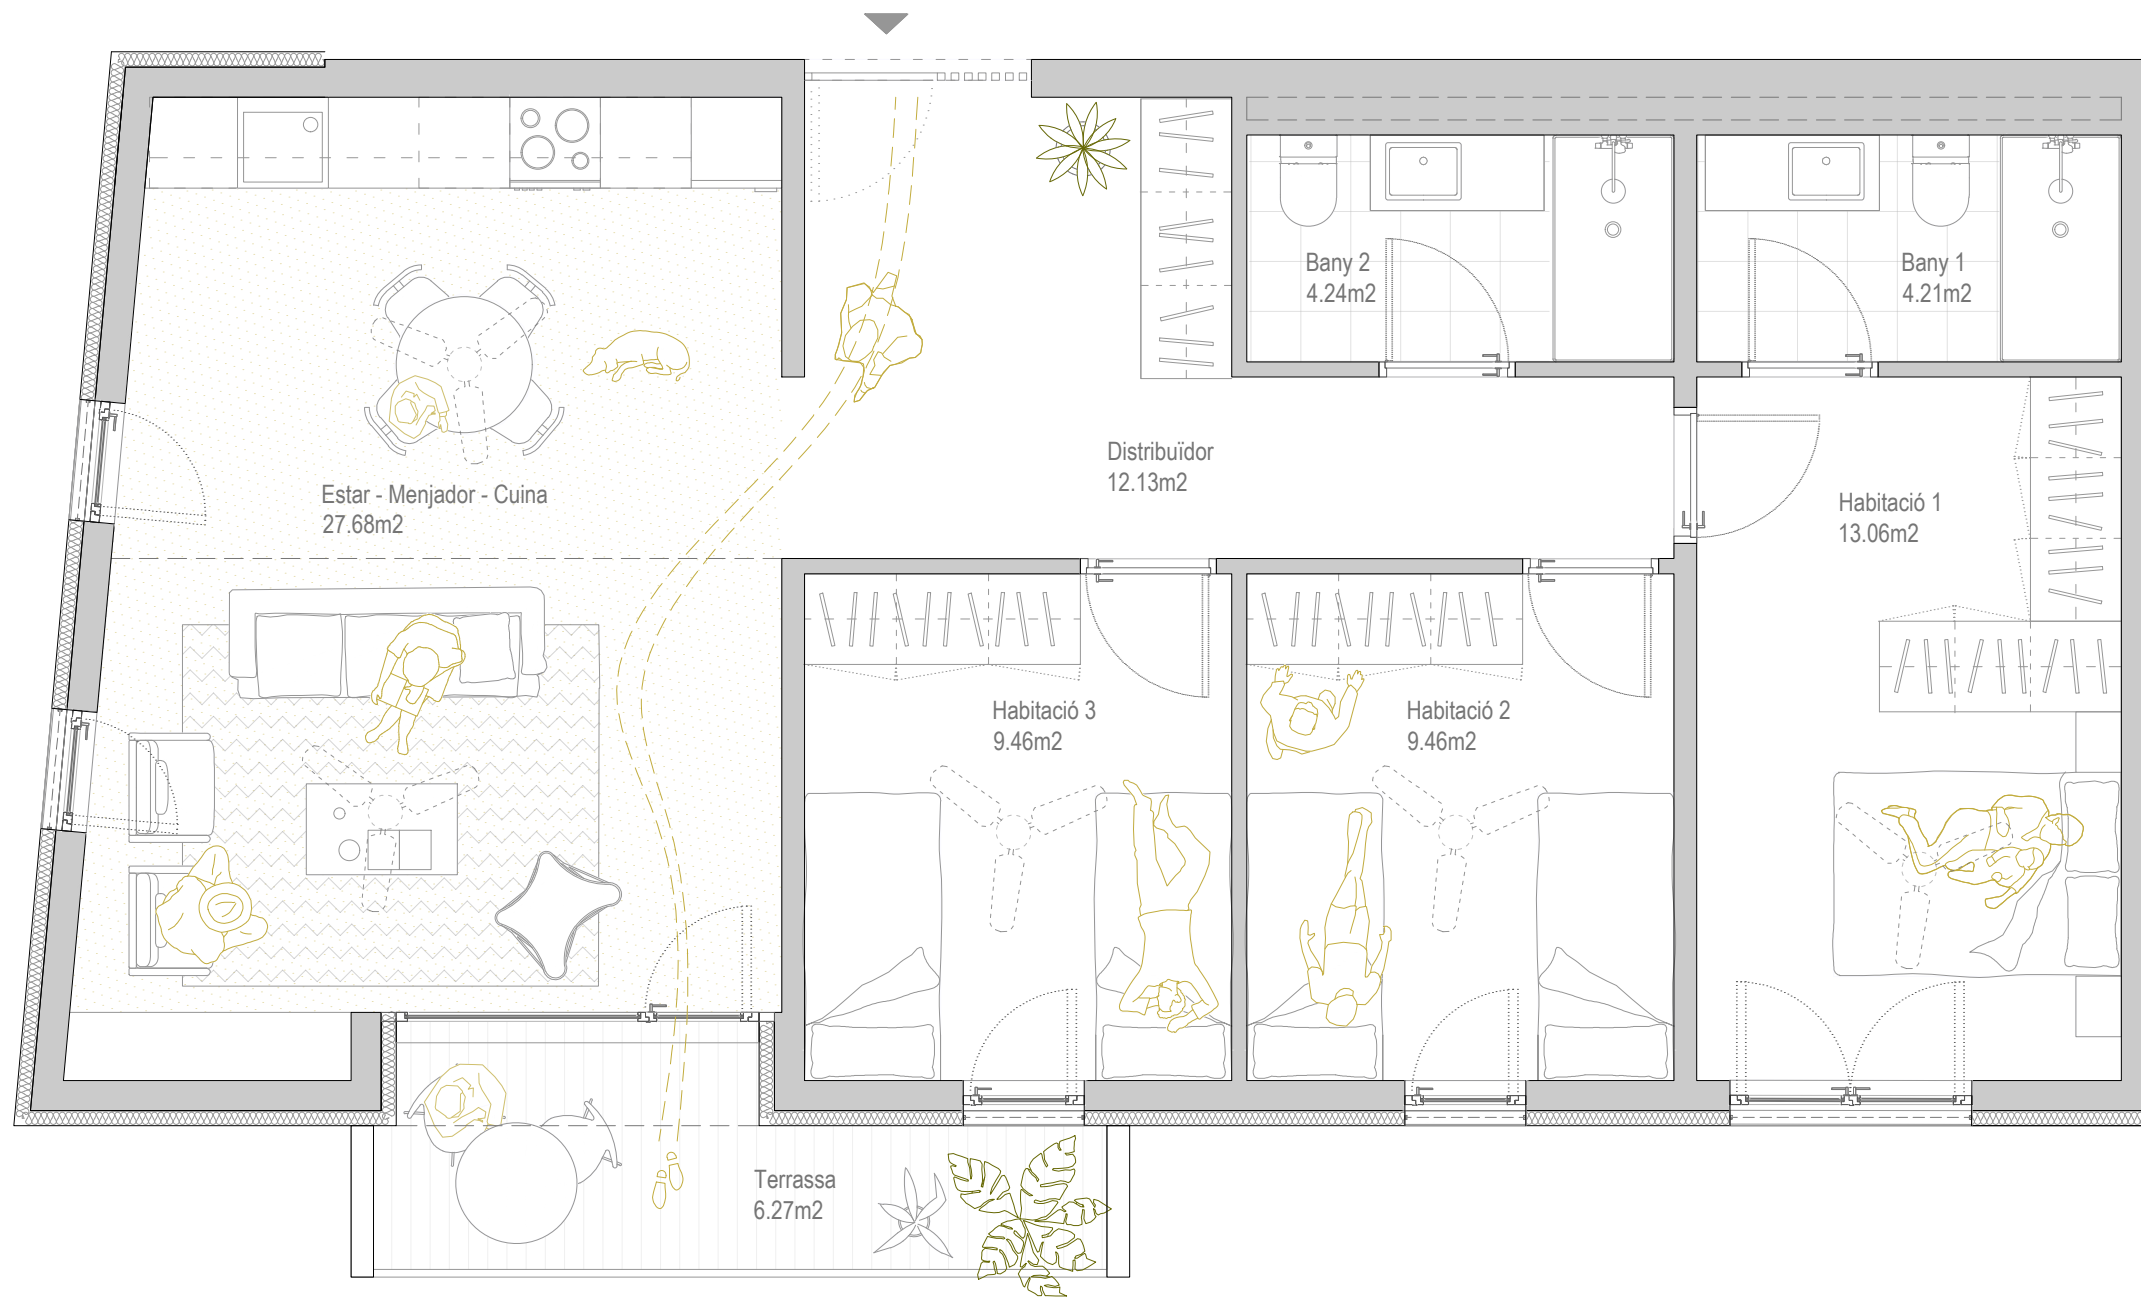 Bany 2
4.24m2
Bany 1
4.21m2
Distribuïdor
12.13m2
Estar - Menjador - Cuina
27.68m2
Habitació 1
13.06m2
Habitació 3
9.46m2
Habitació 2
9.46m2
Terrassa
6.27m2